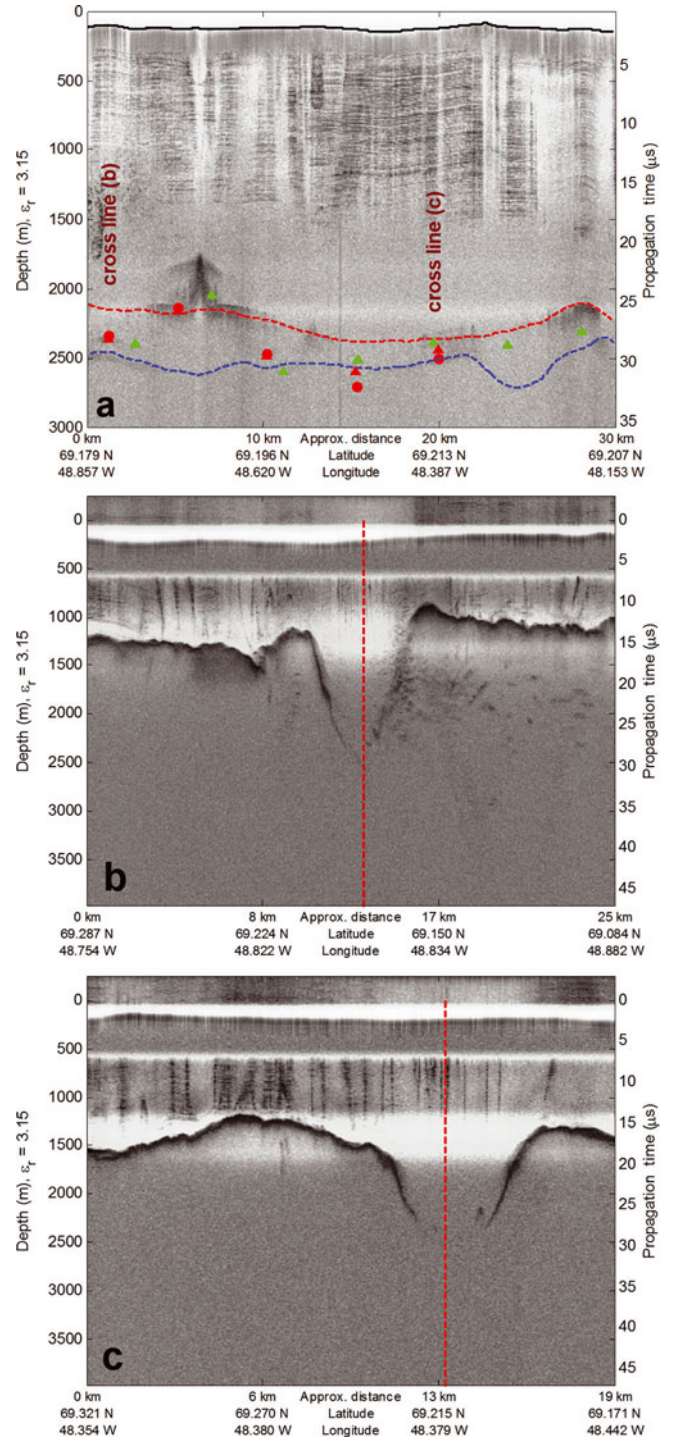 0
500
1000
1500
2000
2500
3000
Depth (m), εr = 3.15
5
10
15
20
25
30
35
Propagation time (μs)
cross line (b)
cross line (c)
a
0 km 10 km Approx. distance 20 km 30 km
69.179 N 69.196 N Latitude 69.213 N 69.207 N
48.857 W 48.620 W Longitude 48.387 W 48.153 W
0
500
1000
1500
2000
2500
3000
3500
Depth (m), εr = 3.15
0
5
10
15
20
25
30
35
40
45
Propagation time (μs)
b
0 km 8 km Approx. distance 17 km 25 km
69.287 N 69.224 N Latitude 69.150 N 69.084 N
48.754 W 48.822 W Longitude 48.834 W 48.882 W
0
500
1000
1500
2000
2500
3000
3500
Depth (m), εr = 3.15
0
5
10
15
20
25
30
35
40
45
Propagation time (μs)
c
0 km 6 km Approx. distance 13 km 19 km
69.321 N 69.270 N Latitude 69.215 N 69.171 N
48.354 W 48.380 W Longitude 48.379 W 48.442 W